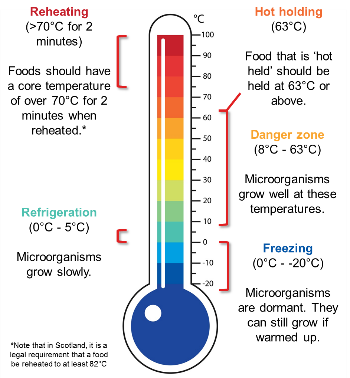 Reheating
(>70°C for 2
minutes)
Foods should have
a core temperature
of over 70°C for 2
minutes when
reheated.*
Refrigeration
(0°C - 5°C)
Microorganisms
grow slowly.
*Note that in Scotland, it is a
legal requirement that a food
be reheated to at least 82°C
°C
100
90
80
70
60
50
40
30
20
10
0
-10
-20
Hot holding
(63°C)
Food that is ‘hot
held’ should be
held at 63°C or
above.
Danger zone
(8°C - 63°C)
Microorganisms
grow well at these
temperatures.
Freezing
(0°C - -20°C)
Microorganisms
are dormant. They
can still grow if
warmed up.